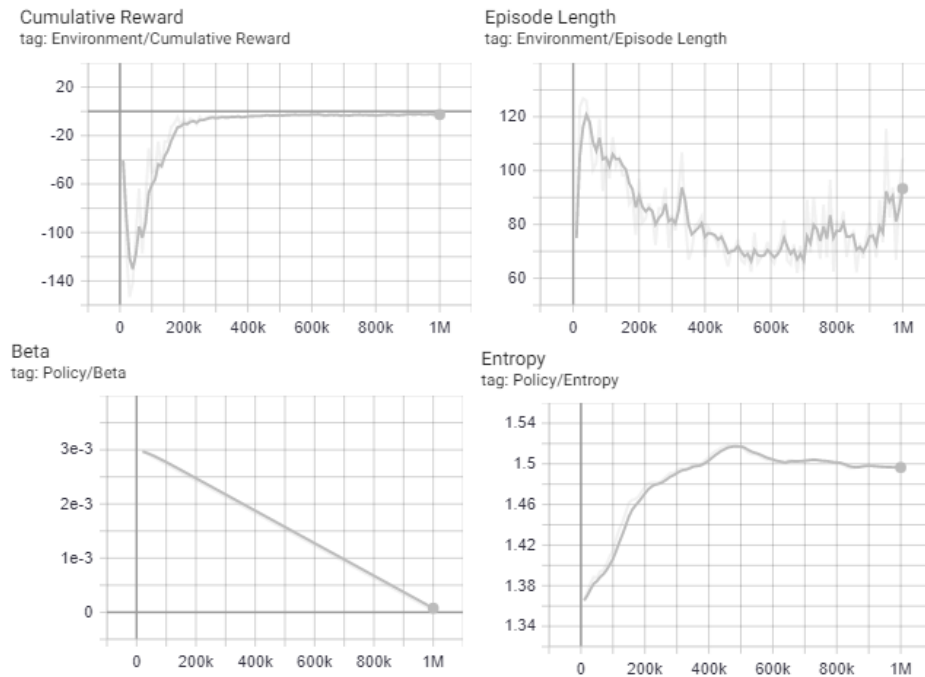 Cumulative Reward
tag: Environment/Cumulative Reward
20
-20
-60
-100
-140
0 200k 400k 600k 800k 1M
Episode Length
tag: Environment/Episode Length
120
100
80
60
0 200k 400k 600k 800k 1M
Beta
tag: Policy/Beta
3e-3
2e-3
1e-3
0
0 200k 400k 600k 800k 1M
Entropy
tag: Policy/Entropy
1.54
1.5
1.46
1.42
1.38
1.34
0 200k 400k 600k 800k 1M